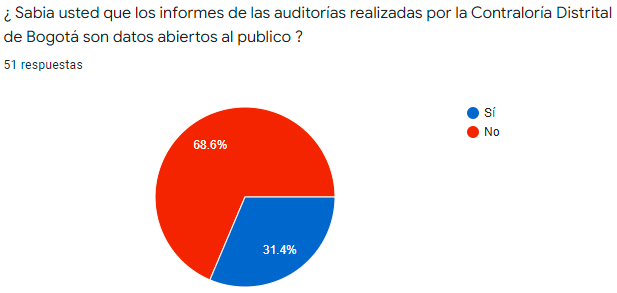 ¿ Sabia usted que los informes de las auditorías realizadas por la Contraloría Distrital
de Bogotá son datos abiertos al publico ?
51 respuestas
Sí
No
68.6%
31.4%